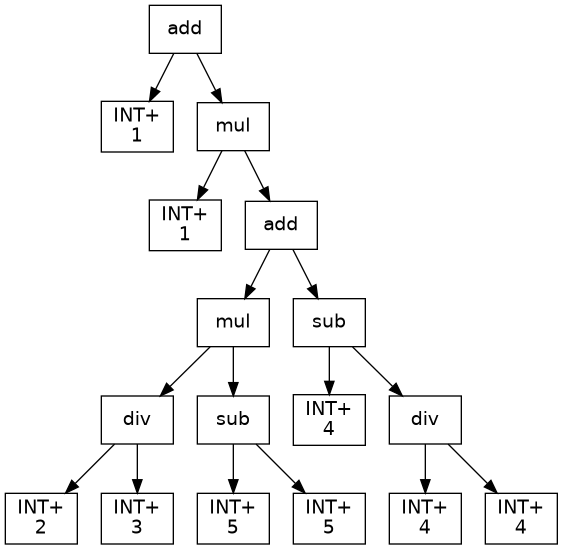 add
INT+
1
mul
INT+
1
add
mul
sub
div
sub
INT+
4
div
INT+
2
INT+
3
INT+
5
INT+
5
INT+
4
INT+
4